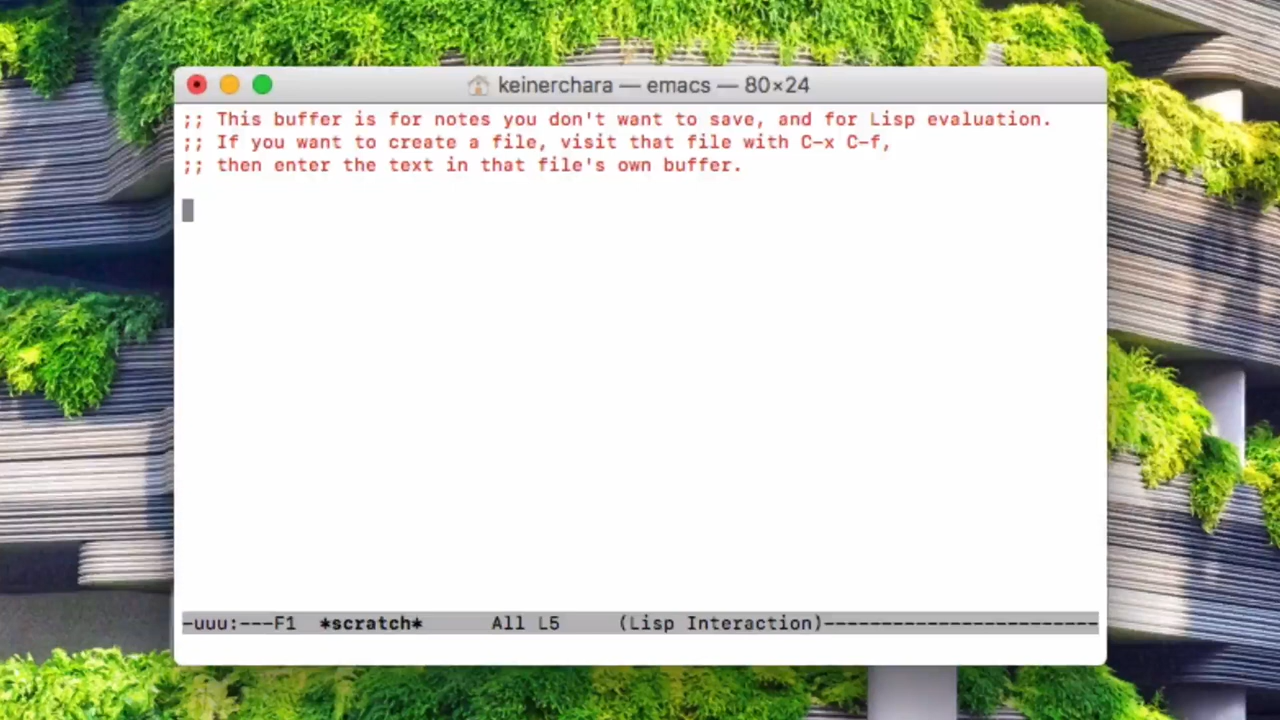 keinerchara — emacs — 80×24
;; This buffer is for notes you don't want to save, and for Lisp evaluation.
;; If you want to create a file, visit that file with C-x C-f,
;; then enter the text in that file's own buffer.
-uuu:---F1  *scratch*      All L5     (Lisp Interaction)------------------------